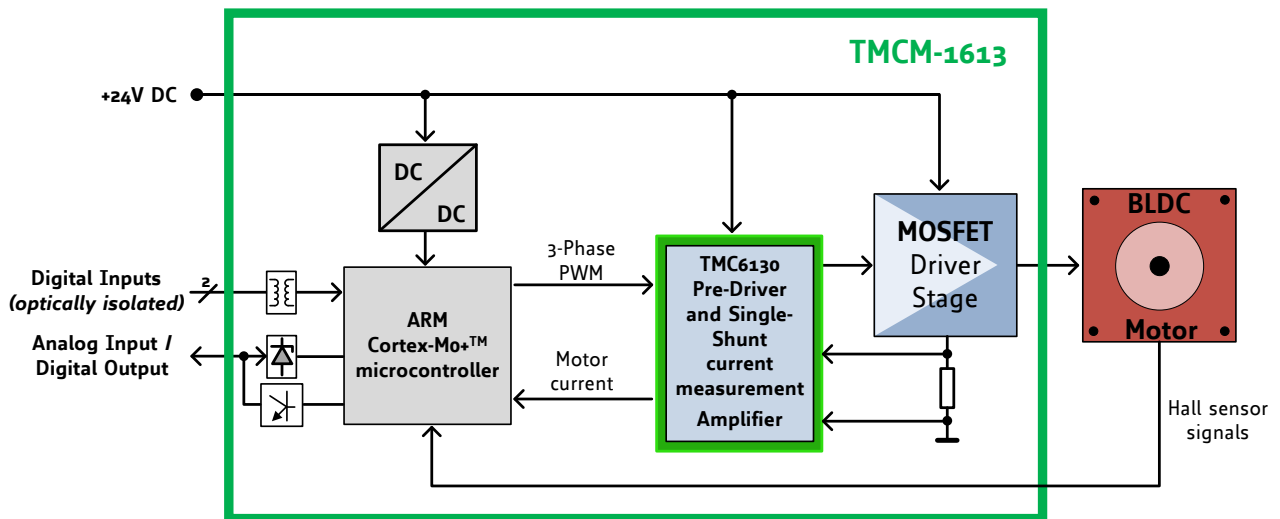 TMCM-1613
+24V DC
DC
DC
3-Phase
PWM
Digital Inputs
(optically isolated)
2
Analog Input /
Digital Output
ARM
Cortex-M0+™
microcontroller
Motor
current
TMC6130
Pre-Driver
and Single-
Shunt
current
measurement
Amplifier
MOSFET
Driver
Stage
BLDC
Motor
Hall sensor
signals